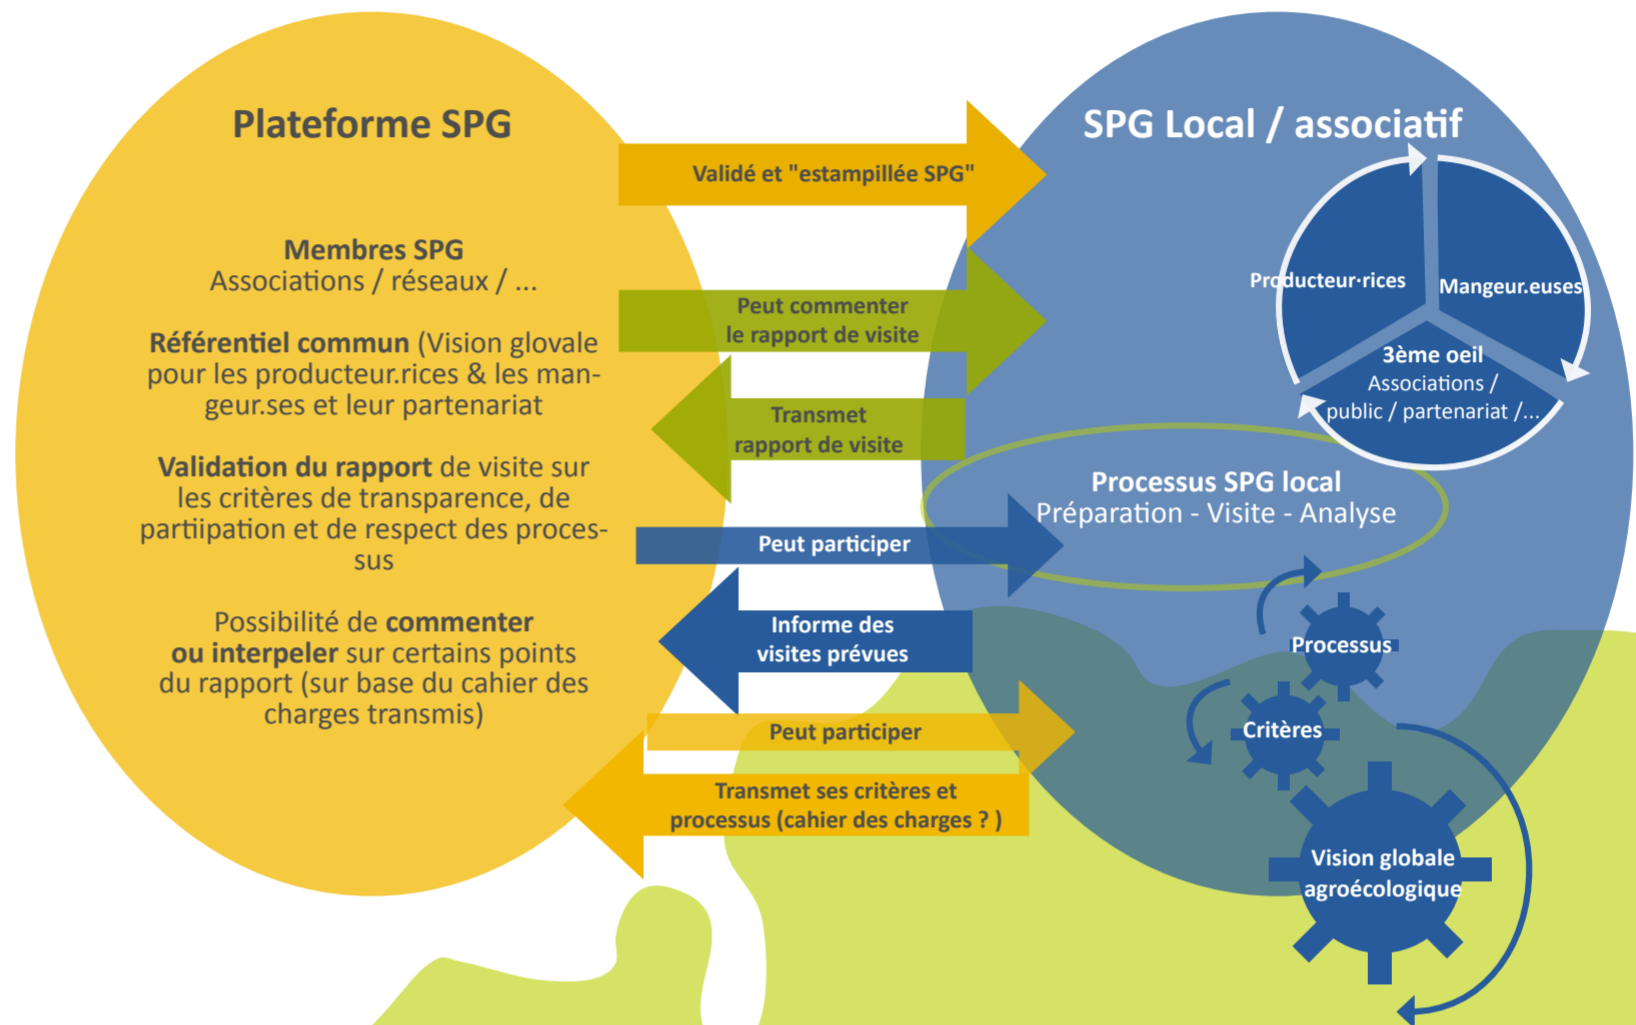 Plateforme SPG
Membres SPG
Associations / réseaux / ...
Référentiel commun (Vision glovale
pour les producteur.rices & les man-
geur.ses et leur partenariat
Validation du rapport de visite sur
les critères de transparence, de
partiipation et de respect des proces-
sus
Possibilité de commenter
ou interpeler sur certains points
du rapport (sur base du cahier des
charges transmis)
Validé et "estampillée SPG"
Peut commenter
le rapport de visite
Transmet
rapport de visite
Peut participer
Informe des
visites prévues
Peut participer
Transmet ses critères et
processus (cahier des charges ? )
SPG Local / associatif
Producteur·rices
Mangeur.euses
3ème oeil
Associations /
public / partenariat /...
Processus SPG local
Préparation - Visite - Analyse
Processus
Critères
Vision globale
agroécologique